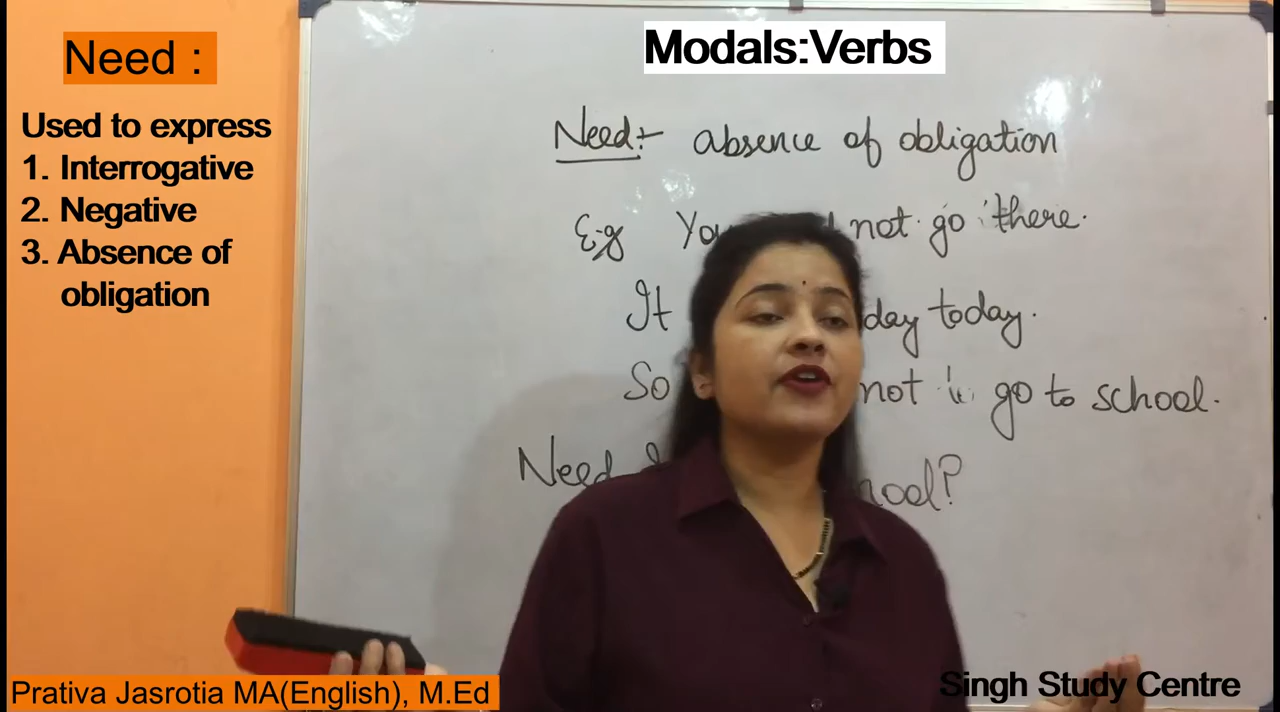 Need :
Used to express
1. Interrogative
2. Negative
3. Absence of
obligation
Modals:Verbs
Need:- absence of obligation
E.g You not go there.
It day today.
So not go to school.
Need ?
Prativa Jasrotia MA(English), M.Ed
Singh Study Centre